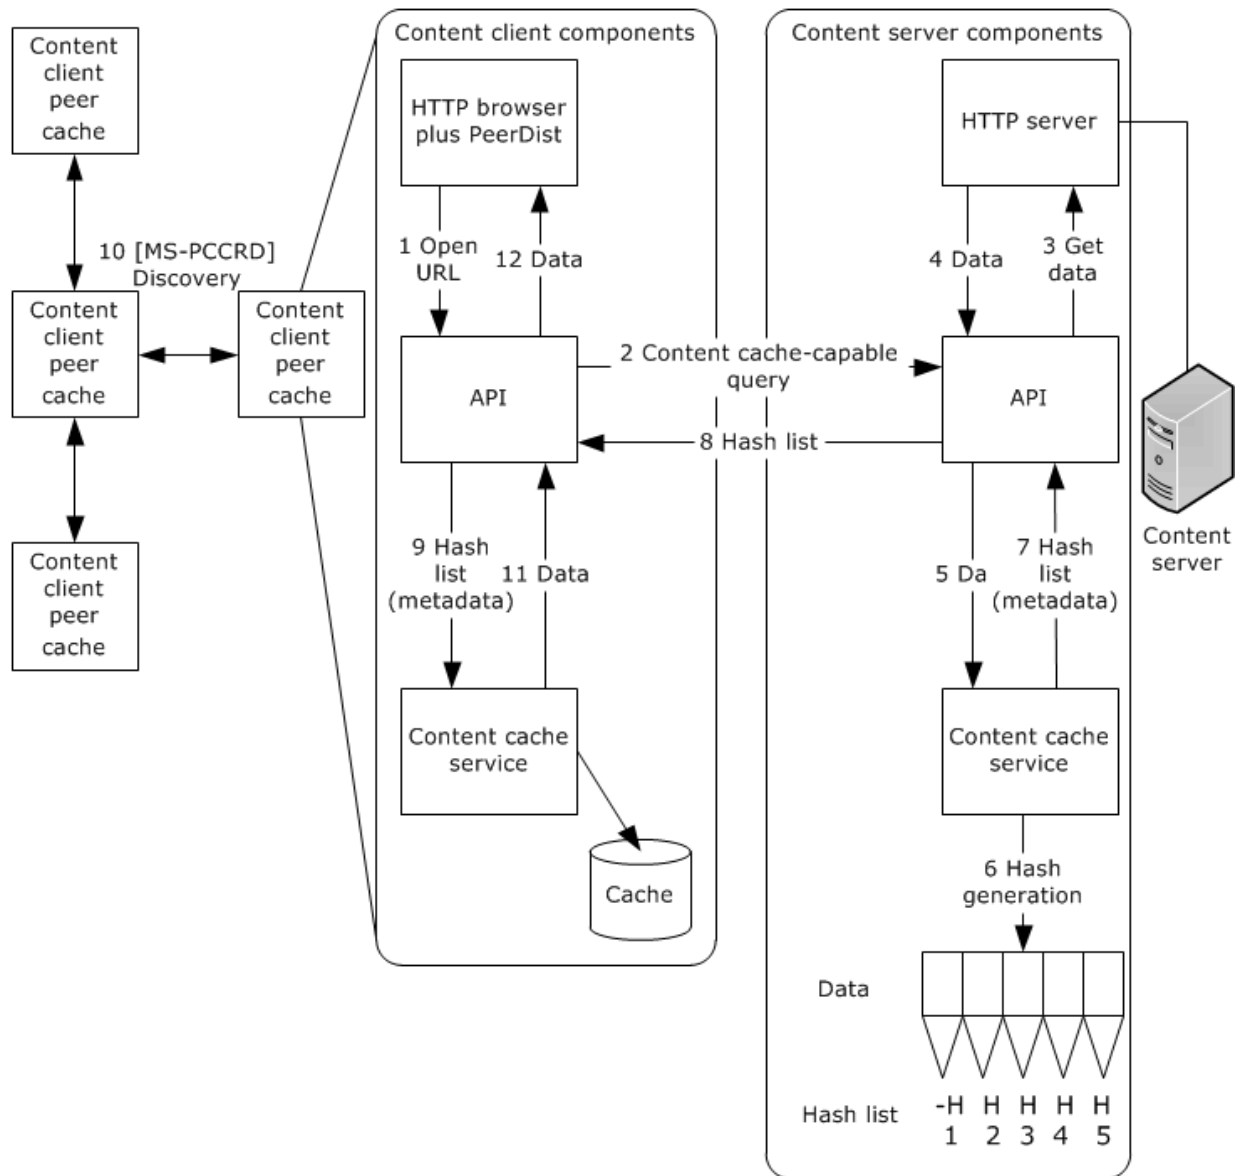 Content
client
peer
cache
10 [MS-PCCRD]
Discovery
Content
client
peer
cache
Content
client
peer
cache
Content
client
peer
cache
Content client components
HTTP browser
plus PeerDist
1 Open
URL
12 Data
API
2 Content cache-capable
query
8 Hash list
9 Hash
list
(metadata)
11 Data
Content cache
service
Cache
Content server components
HTTP server
4 Data
3 Get
data
API
5 Da
7 Hash
list
(metadata)
Content cache
service
6 Hash
generation
Data
Hash list
-H H H H H
1 2 3 4 5
Content
server